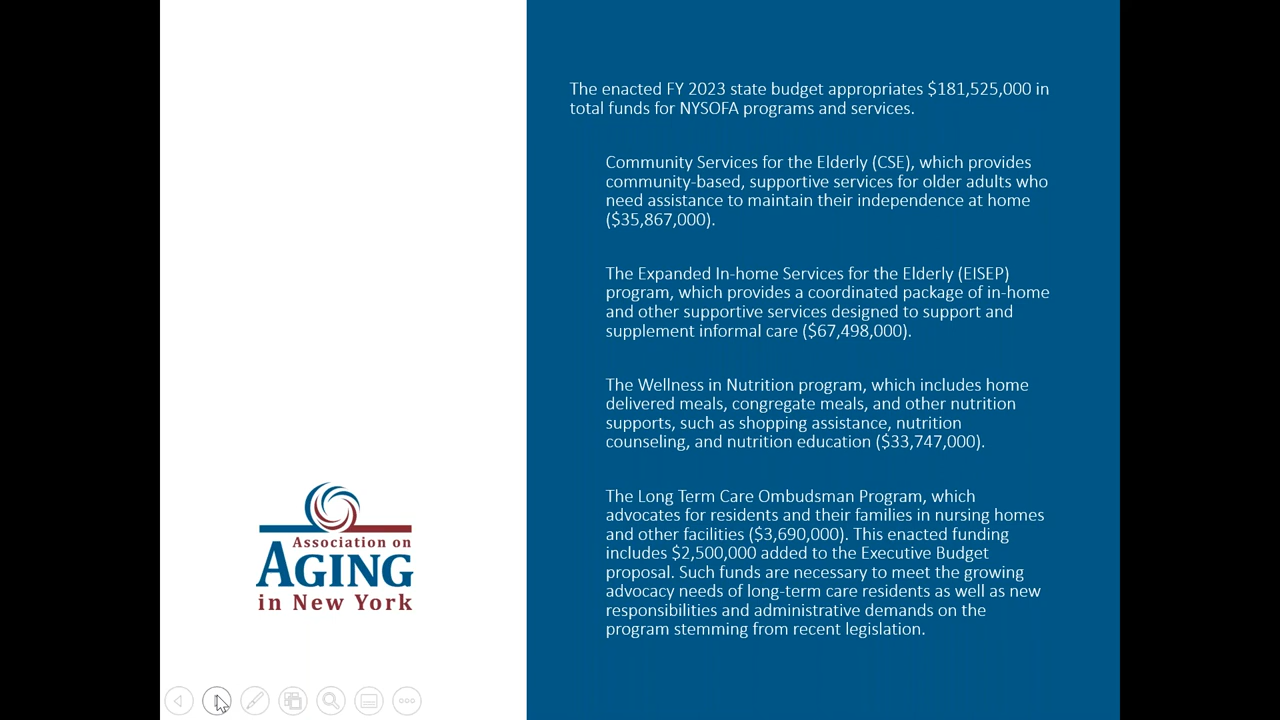 The enacted FY 2023 state budget appropriates $181,525,000 in
total funds for NYSOFA programs and services.
Community Services for the Elderly (CSE), which provides
community-based, supportive services for older adults who
need assistance to maintain their independence at home
($35,867,000).
The Expanded In-home Services for the Elderly (EISEP)
program, which provides a coordinated package of in-home
and other supportive services designed to support and
supplement informal care ($67,498,000).
The Wellness in Nutrition program, which includes home
delivered meals, congregate meals, and other nutrition
supports, such as shopping assistance, nutrition
counseling, and nutrition education ($33,747,000).
The Long Term Care Ombudsman Program, which
advocates for residents and their families in nursing homes
and other facilities ($3,690,000). This enacted funding
includes $2,500,000 added to the Executive Budget
proposal. Such funds are necessary to meet the growing
advocacy needs of long-term care residents as well as new
responsibilities and administrative demands on the
program stemming from recent legislation.
Association on
AGING
in New York